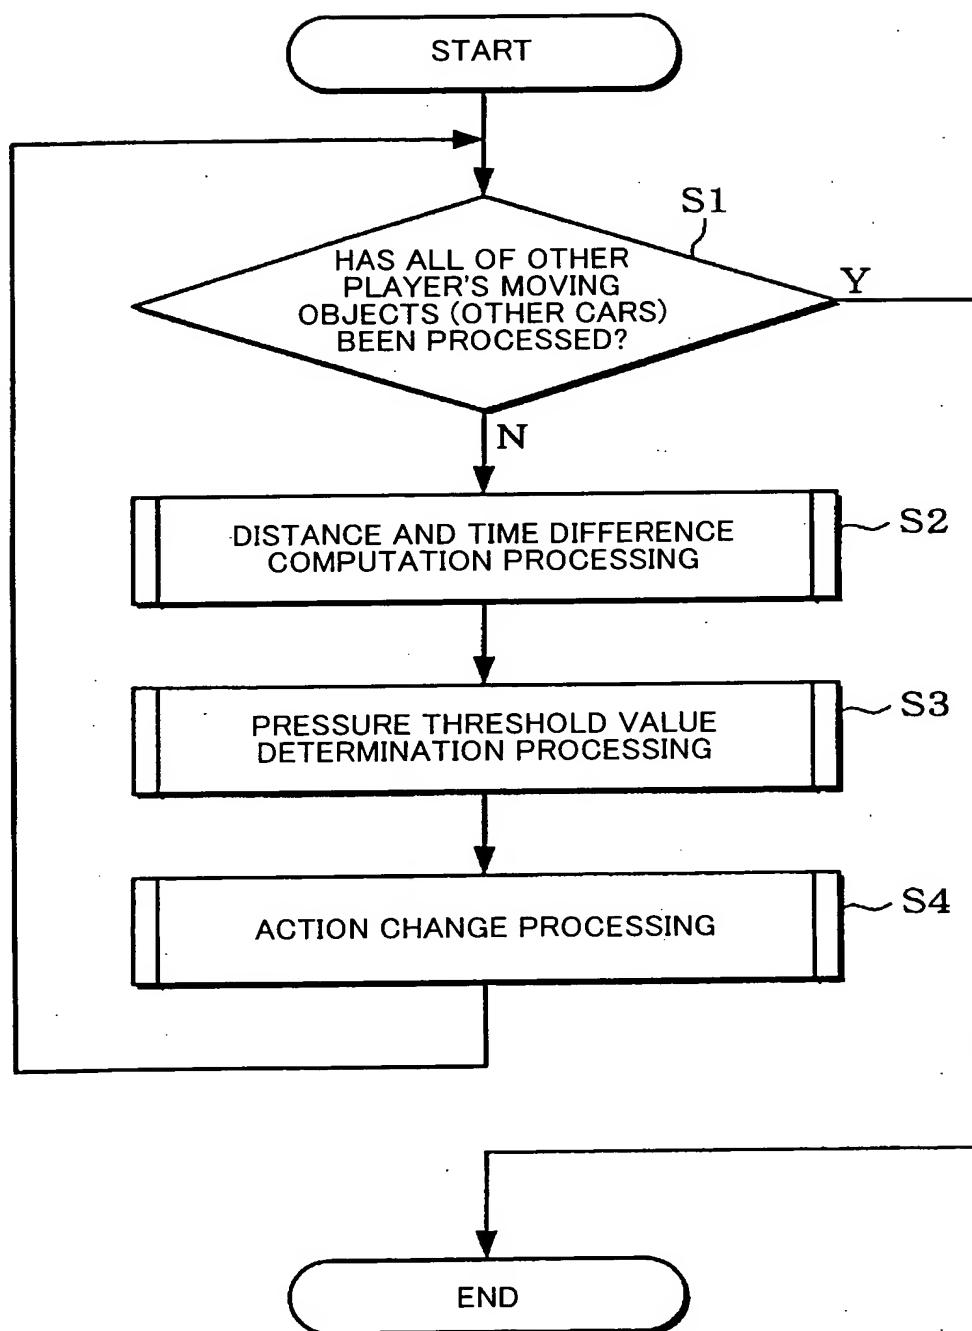 START
S1
HAS ALL OF OTHER
PLAYER'S MOVING
OBJECTS (OTHER CARS)
BEEN PROCESSED?
Y
N
DISTANCE AND TIME DIFFERENCE
COMPUTATION PROCESSING
S2
PRESSURE THRESHOLD VALUE
DETERMINATION PROCESSING
S3
ACTION CHANGE PROCESSING
S4
END